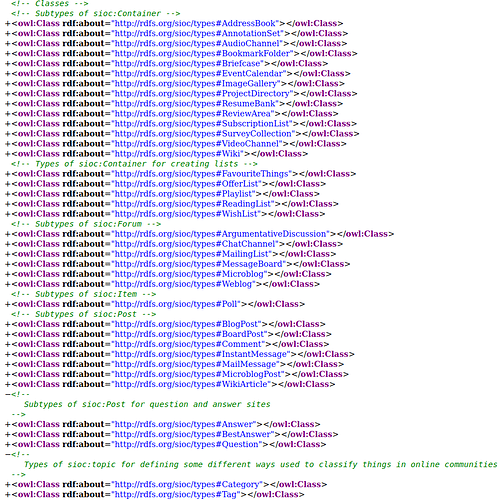 <!-- Classes -->
<!-- Subtypes of sioc:Container -->
+<owl:Class rdf:about="http://rdfs.org/sioc/types#AddressBook"></owl:Class>
+<owl:Class rdf:about="http://rdfs.org/sioc/types#AnnotationSet"></owl:Class>
+<owl:Class rdf:about="http://rdfs.org/sioc/types#AudioChannel"></owl:Class>
+<owl:Class rdf:about="http://rdfs.org/sioc/types#BookmarkFolder"></owl:Class>
+<owl:Class rdf:about="http://rdfs.org/sioc/types#Briefcase"></owl:Class>
+<owl:Class rdf:about="http://rdfs.org/sioc/types#EventCalendar"></owl:Class>
+<owl:Class rdf:about="http://rdfs.org/sioc/types#ImageGallery"></owl:Class>
+<owl:Class rdf:about="http://rdfs.org/sioc/types#ProjectDirectory"></owl:Class>
+<owl:Class rdf:about="http://rdfs.org/sioc/types#ResumeBank"></owl:Class>
+<owl:Class rdf:about="http://rdfs.org/sioc/types#ReviewArea"></owl:Class>
+<owl:Class rdf:about="http://rdfs.org/sioc/types#SubscriptionList"></owl:Class>
+<owl:Class rdf:about="http://rdfs.org/sioc/types#SurveyCollection"></owl:Class>
+<owl:Class rdf:about="http://rdfs.org/sioc/types#VideoChannel"></owl:Class>
+<owl:Class rdf:about="http://rdfs.org/sioc/types#Wiki"></owl:Class>
<!-- Types of sioc:Container for creating lists -->
+<owl:Class rdf:about="http://rdfs.org/sioc/types#FavouriteThings"></owl:Class>
+<owl:Class rdf:about="http://rdfs.org/sioc/types#OfferList"></owl:Class>
+<owl:Class rdf:about="http://rdfs.org/sioc/types#Playlist"></owl:Class>
+<owl:Class rdf:about="http://rdfs.org/sioc/types#ReadingList"></owl:Class>
+<owl:Class rdf:about="http://rdfs.org/sioc/types#WishList"></owl:Class>
<!-- Subtypes of sioc:Forum -->
+<owl:Class rdf:about="http://rdfs.org/sioc/types#ArgumentativeDiscussion"></owl:Class>
+<owl:Class rdf:about="http://rdfs.org/sioc/types#ChatChannel"></owl:Class>
+<owl:Class rdf:about="http://rdfs.org/sioc/types#MailingList"></owl:Class>
+<owl:Class rdf:about="http://rdfs.org/sioc/types#MessageBoard"></owl:Class>
+<owl:Class rdf:about="http://rdfs.org/sioc/types#Microblog"></owl:Class>
+<owl:Class rdf:about="http://rdfs.org/sioc/types#Weblog"></owl:Class>
<!-- Subtypes of sioc:Item -->
+<owl:Class rdf:about="http://rdfs.org/sioc/types#Poll"></owl:Class>
<!-- Subtypes of sioc:Post -->
+<owl:Class rdf:about="http://rdfs.org/sioc/types#BlogPost"></owl:Class>
+<owl:Class rdf:about="http://rdfs.org/sioc/types#BoardPost"></owl:Class>
+<owl:Class rdf:about="http://rdfs.org/sioc/types#Comment"></owl:Class>
+<owl:Class rdf:about="http://rdfs.org/sioc/types#InstantMessage"></owl:Class>
+<owl:Class rdf:about="http://rdfs.org/sioc/types#MailMessage"></owl:Class>
+<owl:Class rdf:about="http://rdfs.org/sioc/types#MicroblogPost"></owl:Class>
+<owl:Class rdf:about="http://rdfs.org/sioc/types#WikiArticle"></owl:Class>
−<!--
Subtypes of sioc:Post for question and answer sites
-->
+<owl:Class rdf:about="http://rdfs.org/sioc/types#Answer"></owl:Class>
+<owl:Class rdf:about="http://rdfs.org/sioc/types#BestAnswer"></owl:Class>
+<owl:Class rdf:about="http://rdfs.org/sioc/types#Question"></owl:Class>
−<!--
Types of sioc:topic for defining some different ways used to classify things in online communities
-->
+<owl:Class rdf:about="http://rdfs.org/sioc/types#Category"></owl:Class>
+<owl:Class rdf:about="http://rdfs.org/sioc/types#Tag"></owl:Class>